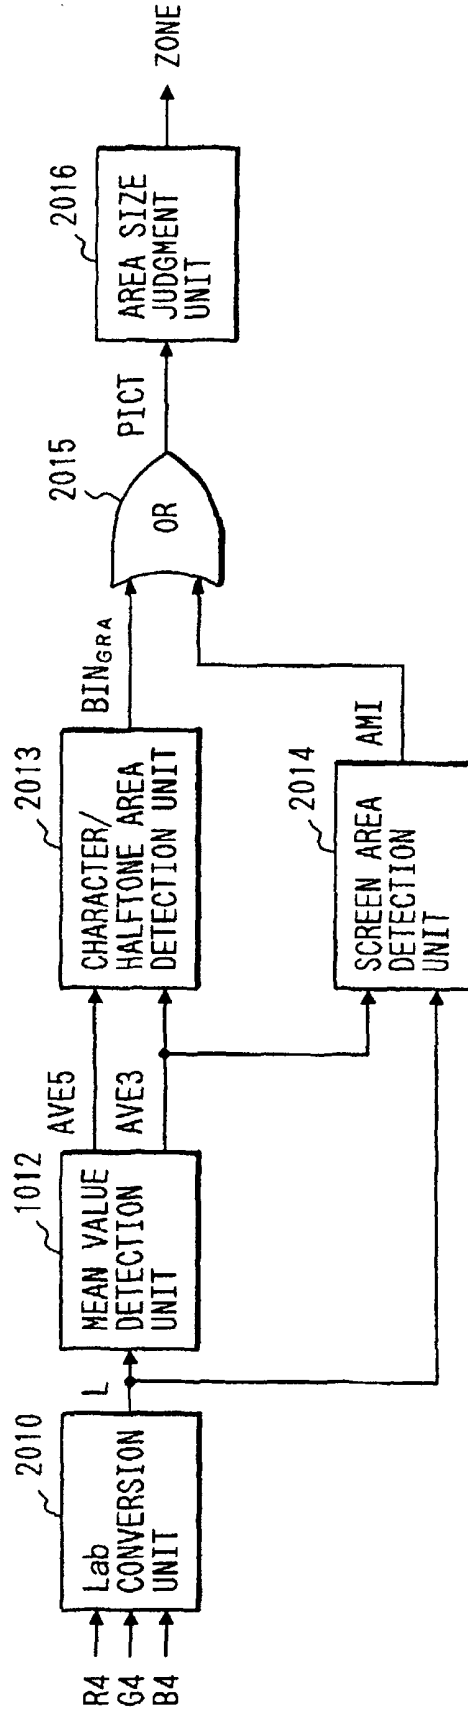 R4
G4
B4
2010
Lab
CONVERSION
UNIT
L
1012
MEAN VALUE
DETECTION
UNIT
AVE5
AVE3
2013
CHARACTER/
HALFTONE AREA
DETECTION UNIT
2014
SCREEN AREA
DETECTION
UNIT
BINGRA
AMI
2015
OR
PICT
2016
AREA SIZE
JUDGMENT
UNIT
ZONE